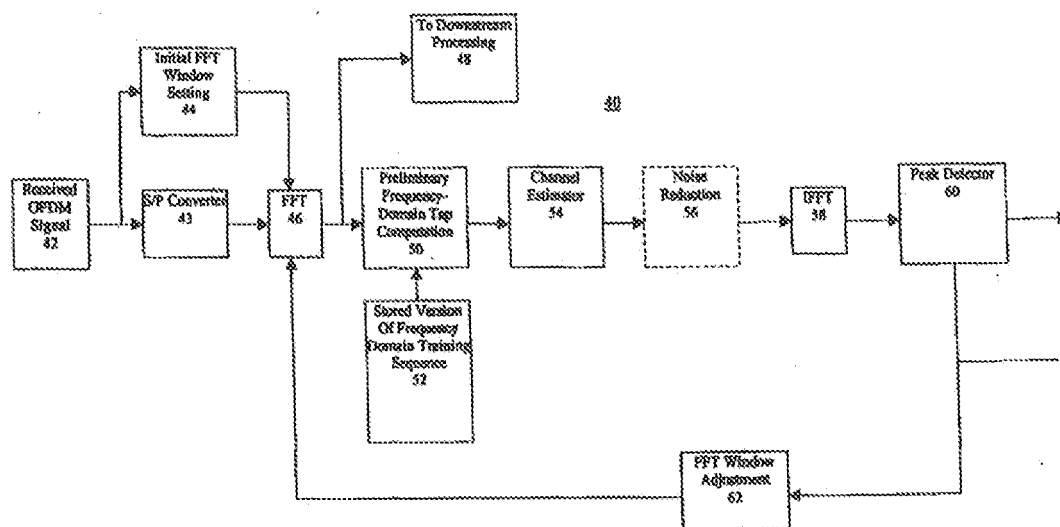 To Downstream
Processing
48
Initial FFT
Window
Setting
44
40
Received
OFDM
Signal
42
S/P Converter
43
FFT
46
Preliminary
Frequency-
Domain Tap
Computation
50
Channel
Estimator
54
Noise
Reduction
56
IFFT
58
Peak Detector
60
Stored Version
Of Frequency
Domain Training
Sequence
52
FFT Window
Adjustment
62